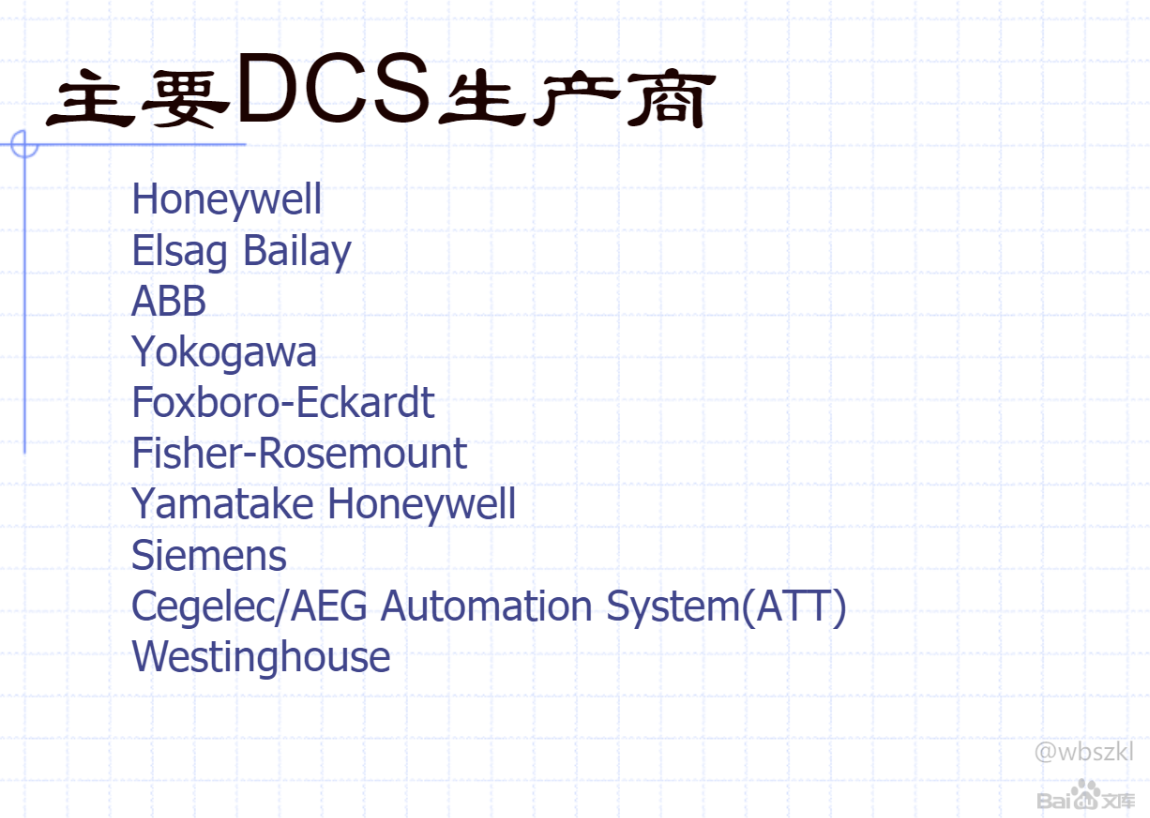 主要DCS生产商
Honeywell
Elsag Bailay
ABB
Yokogawa
Foxboro-Eckardt
Fisher-Rosemount
Yamatake Honeywell
Siemens
Cegelec/AEG Automation System(ATT)
Westinghouse
@wbszkl
Bai du 文库